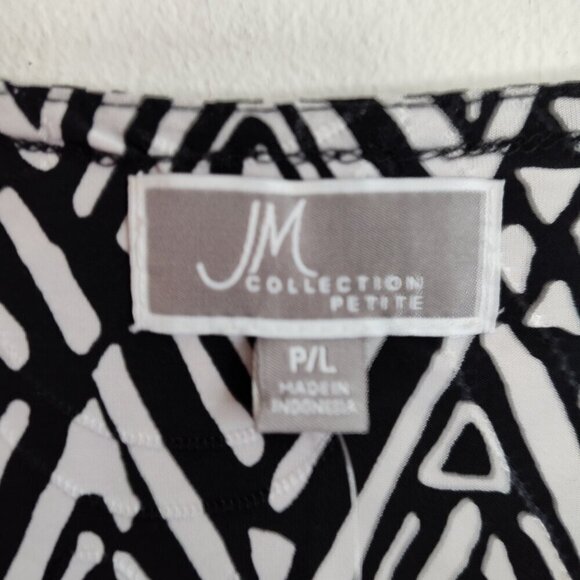 JM
COLLECTION
PETITE
P/L
MADE IN
INDONESIA